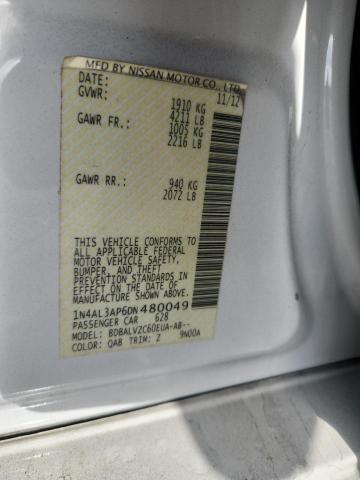 MFD BY NISSAN MOTOR CO., LTD.
DATE: 11/12
GVWR: 1910 KG
4211 LB
GAWR FR.: 1005 KG
2216 LB
GAWR RR.: 940 KG
2072 LB
THIS VEHICLE CONFORMS TO
ALL APPLICABLE FEDERAL
MOTOR VEHICLE SAFETY,
BUMPER, AND THEFT
PREVENTION STANDARDS IN
EFFECT ON THE DATE OF
MANUFACTURE SHOWN ABOVE.
1N4AL3AP6DN480049
PASSENGER CAR 628
MODEL: BDBALVZC60EUA-AB--
COLOR: QAB TRIM: Z 9N00A